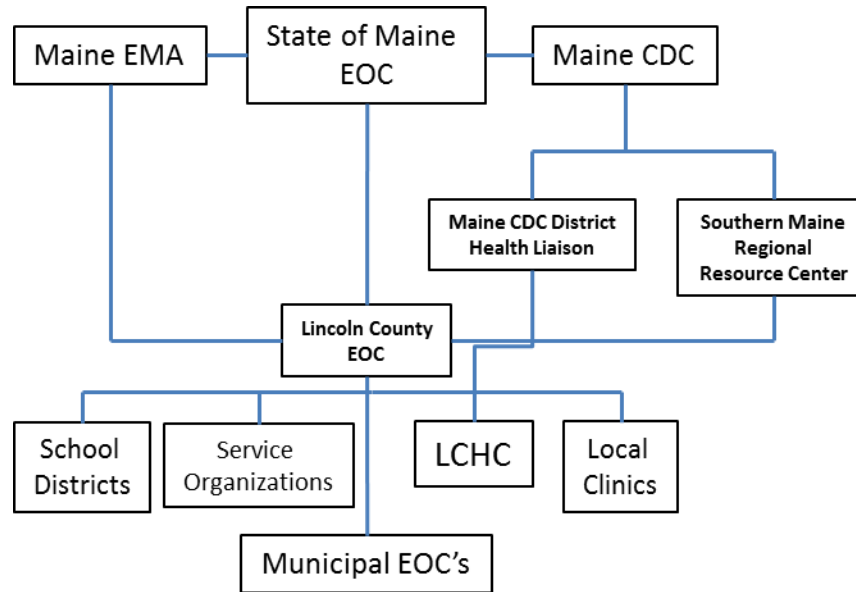 Maine EMA
State of Maine
EOC
Maine CDC
Maine CDC District
Health Liaison
Southern Maine
Regional
Resource Center
Lincoln County
EOC
School
Districts
Service
Organizations
LCHC
Local
Clinics
Municipal EOC's